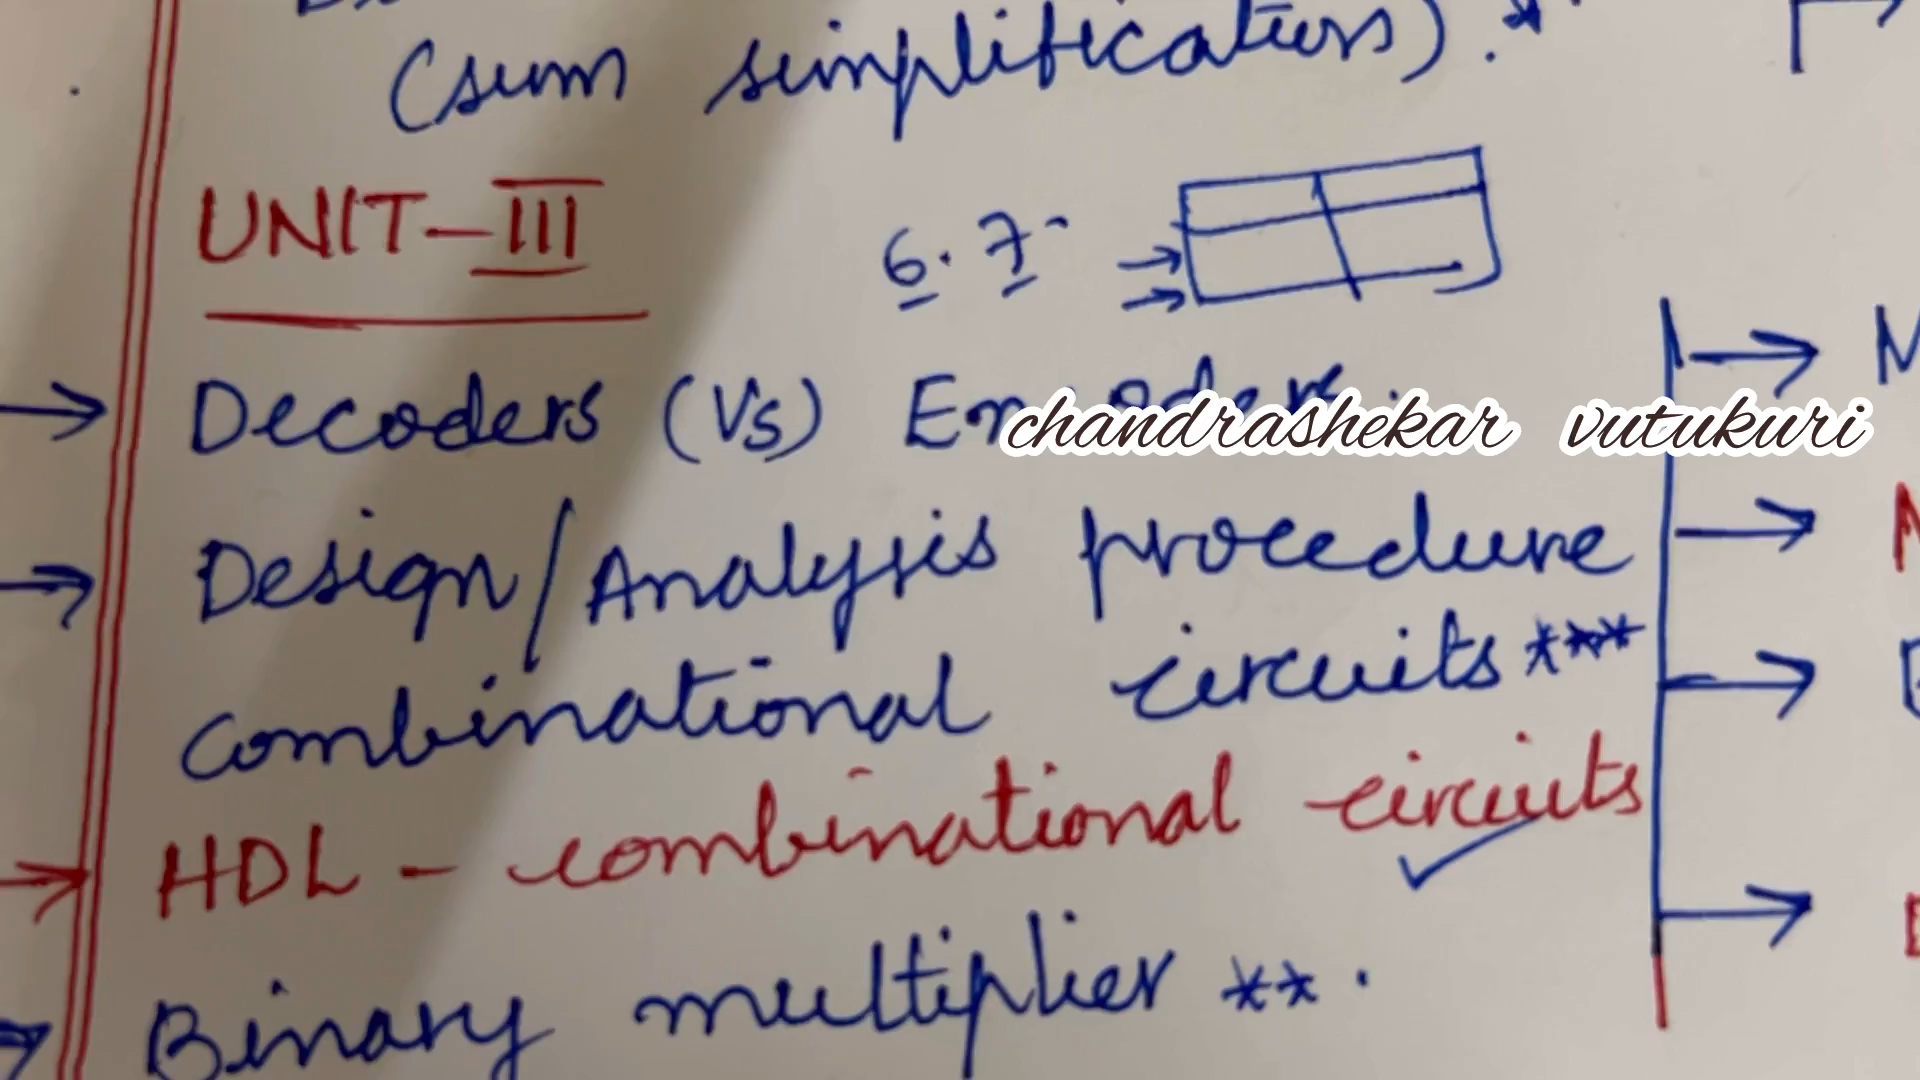 (sum simplifications).*
UNIT-III
6. 7.
Decoders (Vs) Encoders.
chandrashekar vutukuri
Design/Analysis procedure
combinational circuits ***
HDL - combinational circuits
Binary multiplier **.